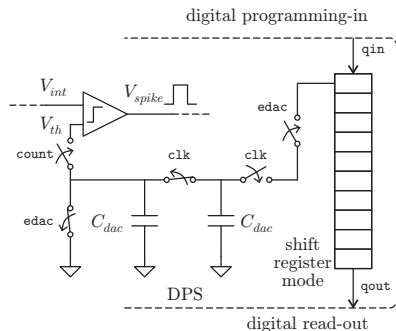 digital programming-in
qin
V_int
V_spike
V_th
edac
count
clk
clk
edac
C_dac
C_dac
shift
register
mode
DPS
qout
digital read-out